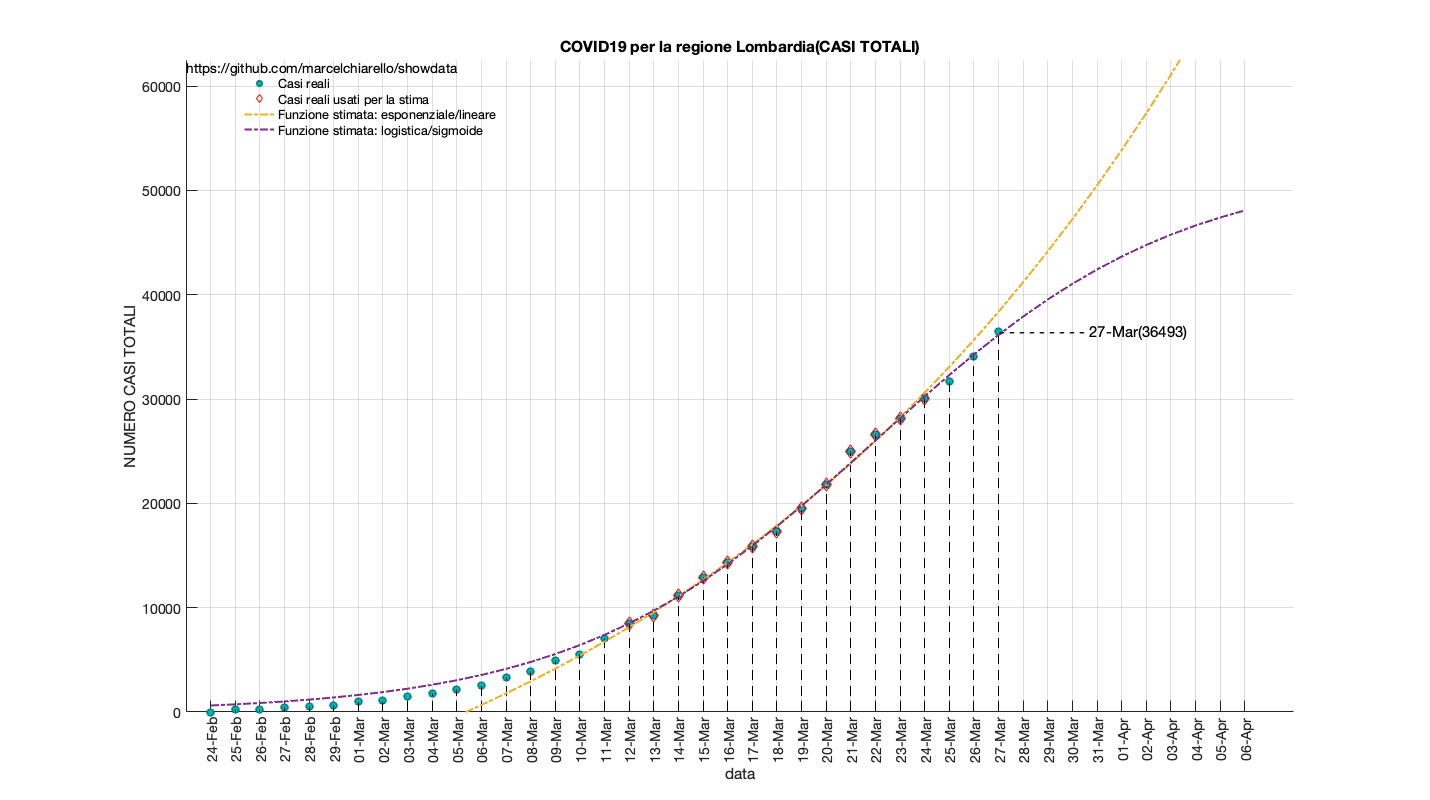 COVID19 per la regione Lombardia(CASI TOTALI)
https://github.com/marcelchiarello/showdata
Casi reali
Casi reali usati per la stima
Funzione stimata: esponenziale/lineare
Funzione stimata: logistica/sigmoide
60000
50000
40000
30000
20000
10000
0
NUMERO CASI TOTALI
27-Mar(36493)
24-Feb
25-Feb
26-Feb
27-Feb
28-Feb
29-Feb
01-Mar
02-Mar
03-Mar
04-Mar
05-Mar
06-Mar
07-Mar
08-Mar
09-Mar
10-Mar
11-Mar
12-Mar
13-Mar
14-Mar
15-Mar
16-Mar
17-Mar
18-Mar
19-Mar
20-Mar
21-Mar
22-Mar
23-Mar
24-Mar
25-Mar
26-Mar
27-Mar
28-Mar
29-Mar
30-Mar
31-Mar
01-Apr
02-Apr
03-Apr
04-Apr
05-Apr
06-Apr
data